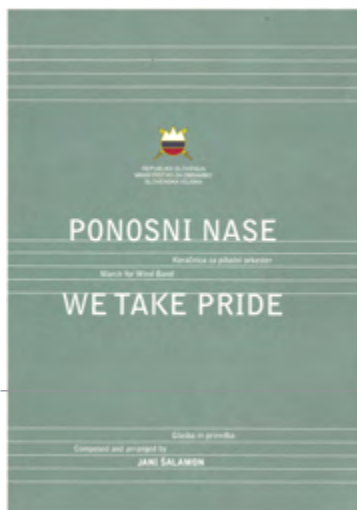 REPUBLIKA SLOVENIJA
MINISTRSTVO ZA OBRAMBO
SLOVENSKA VOJSKA
PONOSNI NASE
Koračnica za pihalni orkester
March for Wind Band
WE TAKE PRIDE
Glasba in priredba
Composed and arranged by
JANI ŠALAMON